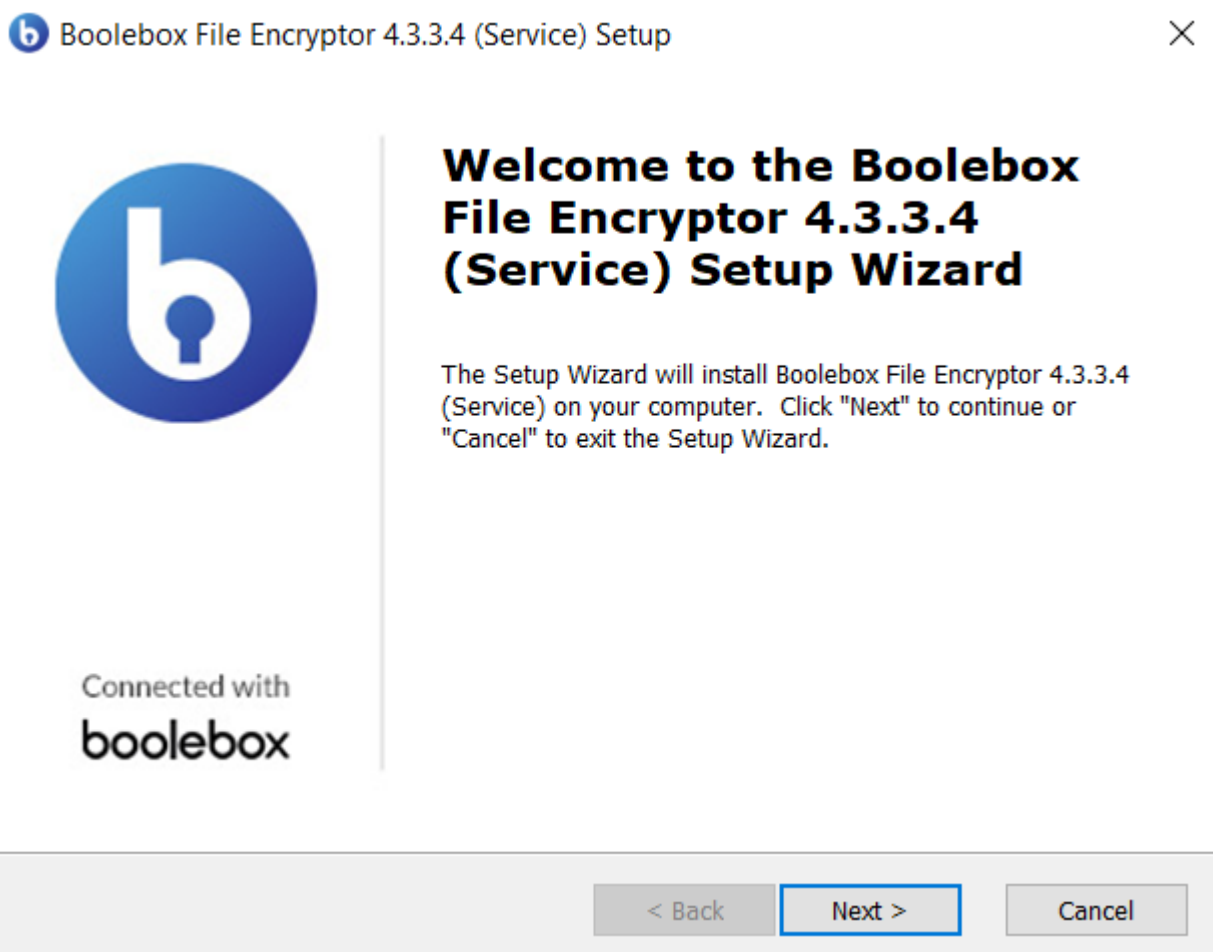 Boolebox File Encryptor 4.3.3.4 (Service) Setup
Welcome to the Boolebox
File Encryptor 4.3.3.4
(Service) Setup Wizard
The Setup Wizard will install Boolebox File Encryptor 4.3.3.4
(Service) on your computer.  Click "Next" to continue or
"Cancel" to exit the Setup Wizard.
Connected with
boolebox
< Back
Next >
Cancel